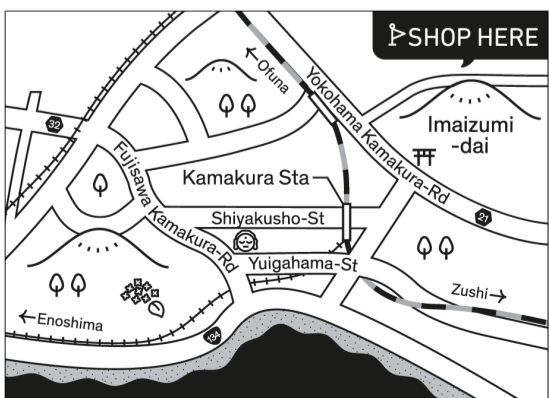 SHOP HERE
Ofuna
Yokohama Kamakura-Rd
Imaizumi
-dai
32
Fujisawa Kamakura-Rd
Kamakura Sta
21
Shiyakusho-St
Yuigahama-St
Zushi
Enoshima
134